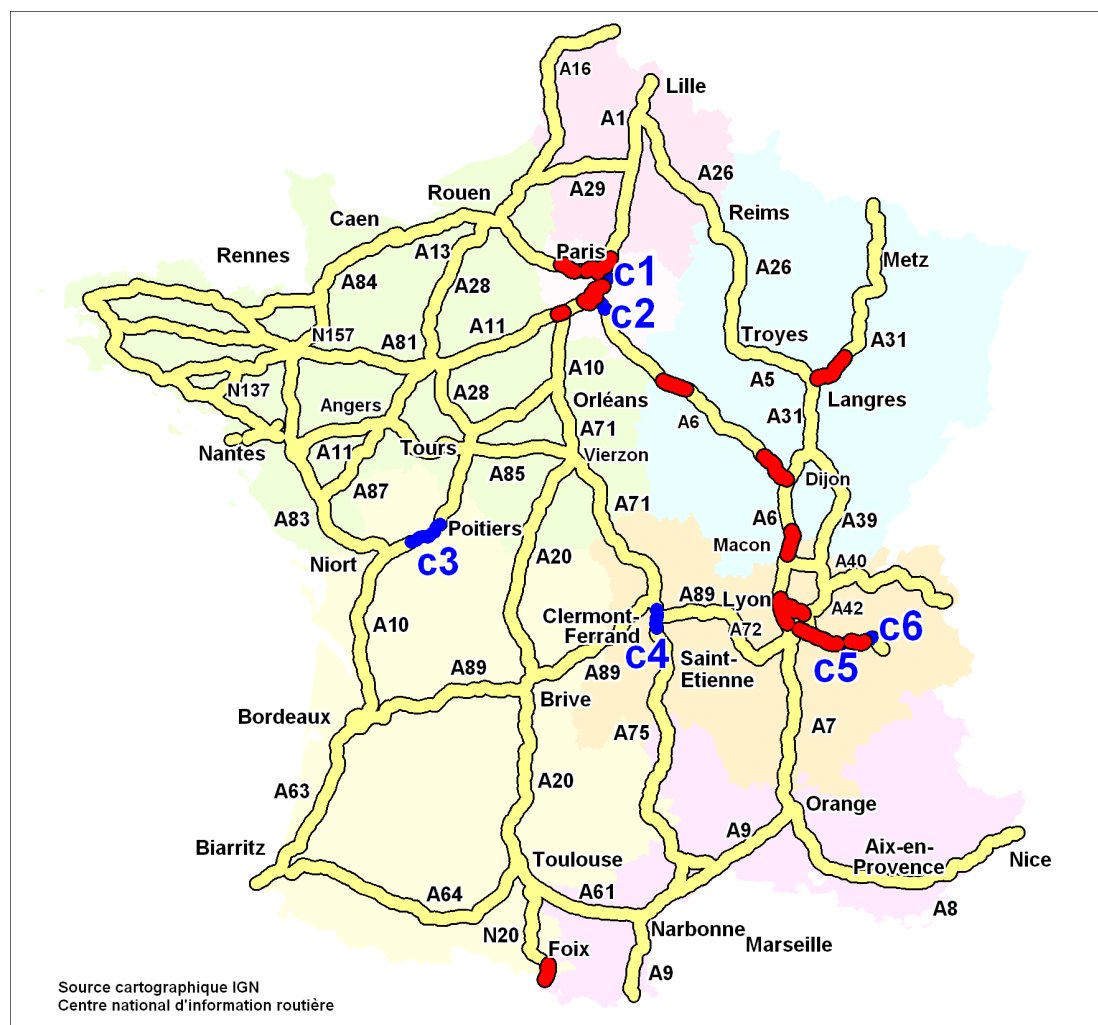 A16
Lille
A1
A26
Rouen
A29
Reims
Caen
Rennes
A13
Paris
A26
Metz
c1
A84
A28
c2
N157
A11
Troyes
A31
A81
A10
A5
N137
A28
Orléans
Langres
Angers
A6
A31
A71
Nantes
A11
Tours
Vierzon
A85
Dijon
A87
A71
A83
Poitiers
A6
A39
Niort
c3
A20
Macon
A40
A10
Clermont-
Ferrand
A89
Lyon
A42
A72
c6
c4
Saint-
Etienne
c5
A89
A89
Brive
Bordeaux
A75
A7
A63
A20
Orange
Biarritz
A9
Aix-en-
Provence
Nice
Toulouse
A64
A61
A8
N20
Foix
Narbonne
Marseille
A9
Source cartographique IGN
Centre national d'information routière